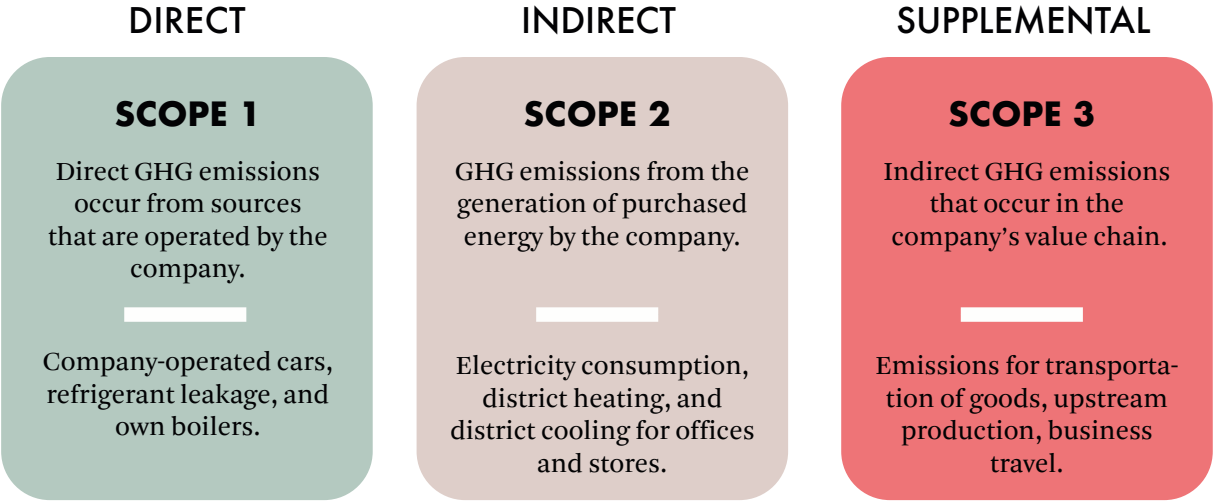 DIRECT
SCOPE 1
Direct GHG emissions
occur from sources
that are operated by the
company.
Company-operated cars,
refrigerant leakage, and
own boilers.
INDIRECT
SCOPE 2
GHG emissions from the
generation of purchased
energy by the company.
Electricity consumption,
district heating, and
district cooling for offices
and stores.
SUPPLEMENTAL
SCOPE 3
Indirect GHG emissions
that occur in the
company’s value chain.
Emissions for transporta-
tion of goods, upstream
production, business
travel.